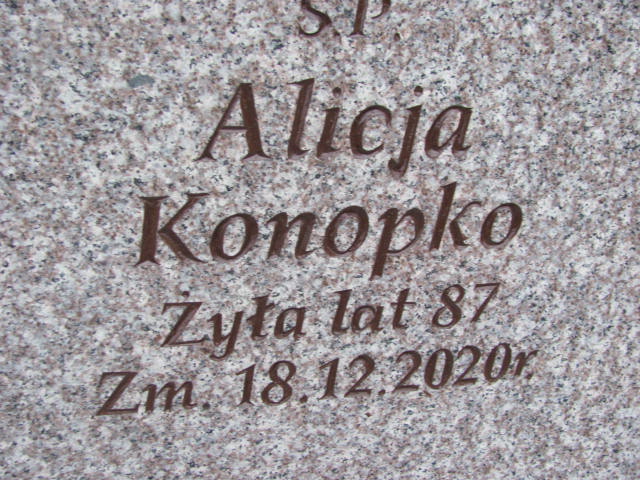 Ś.P.
Alicja
Konopko
Żyła lat 87
Zm. 18.12.2020r.